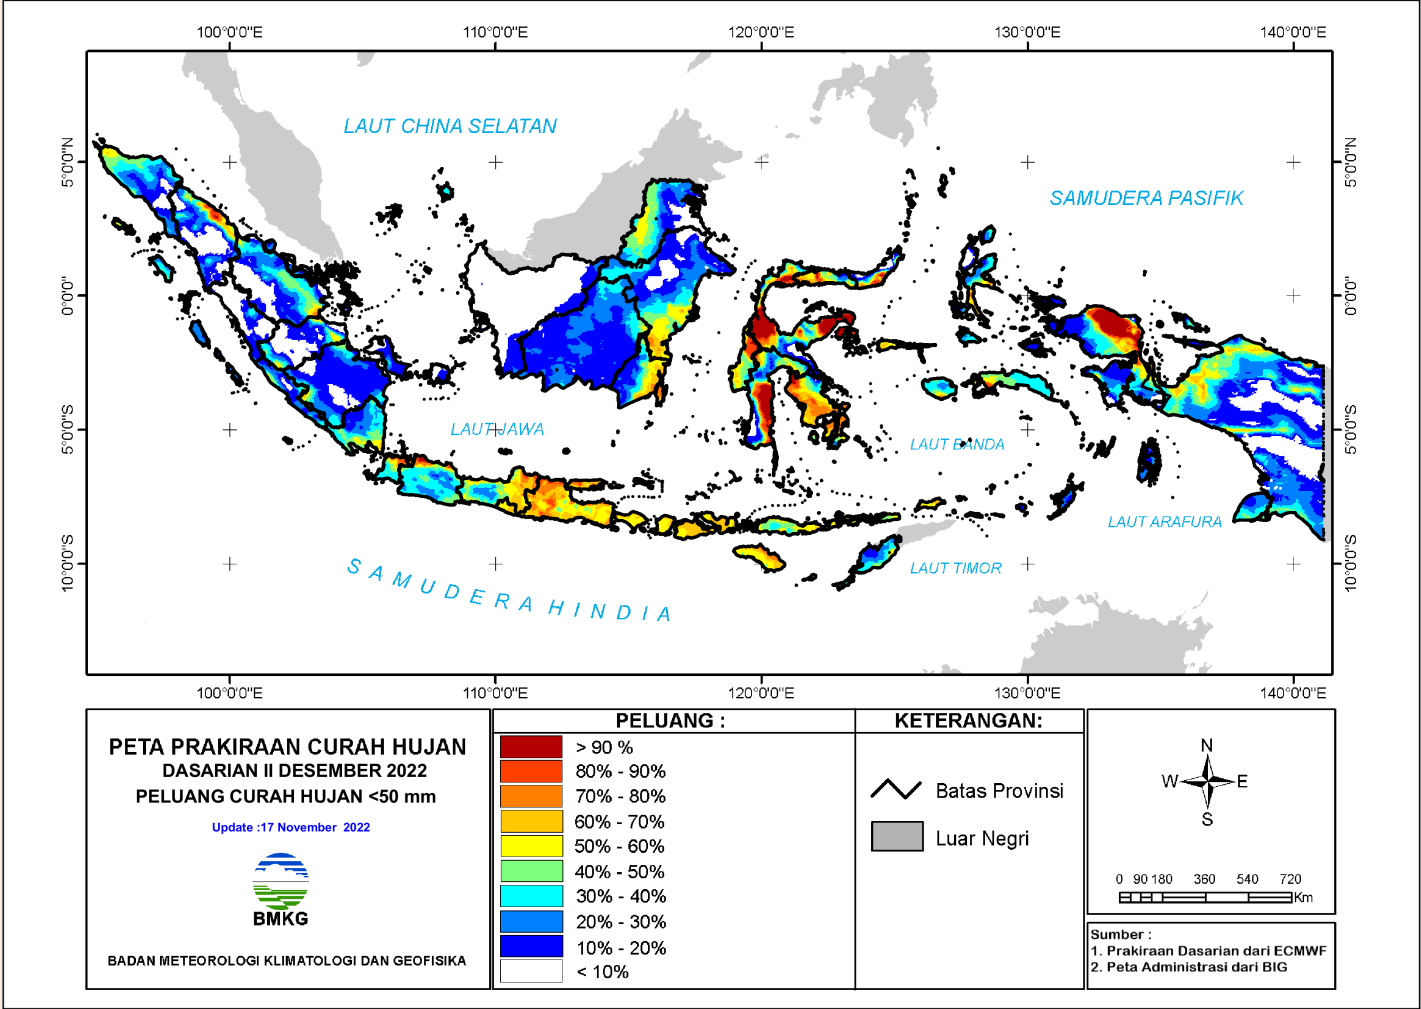 100°0'0"E 110°0'0"E 120°0'0"E 130°0'0"E 140°0'0"E
5°0'0"N 5°0'0"N
0°0'0" 0°0'0"
5°0'0"S 5°0'0"S
10°0'0"S 10°0'0"S
LAUT CHINA SELATAN
SAMUDERA PASIFIK
LAUT JAWA
LAUT BANDA
LAUT ARAFURA
LAUT TIMOR
SAMUDERA HINDIA
100°0'0"E 110°0'0"E 120°0'0"E 130°0'0"E 140°0'0"E
PETA PRAKIRAAN CURAH HUJAN
DASARIAN II DESEMBER 2022
PELUANG CURAH HUJAN <50 mm
Update :17 November 2022
BMKG
BADAN METEOROLOGI KLIMATOLOGI DAN GEOFISIKA
PELUANG :
> 90 %
80% - 90%
70% - 80%
60% - 70%
50% - 60%
40% - 50%
30% - 40%
20% - 30%
10% - 20%
< 10%
KETERANGAN:
Batas Provinsi
Luar Negri
N
W E
S
0 90 180 360 540 720
Km
Sumber :
1. Prakiraan Dasarian dari ECMWF
2. Peta Administrasi dari BIG